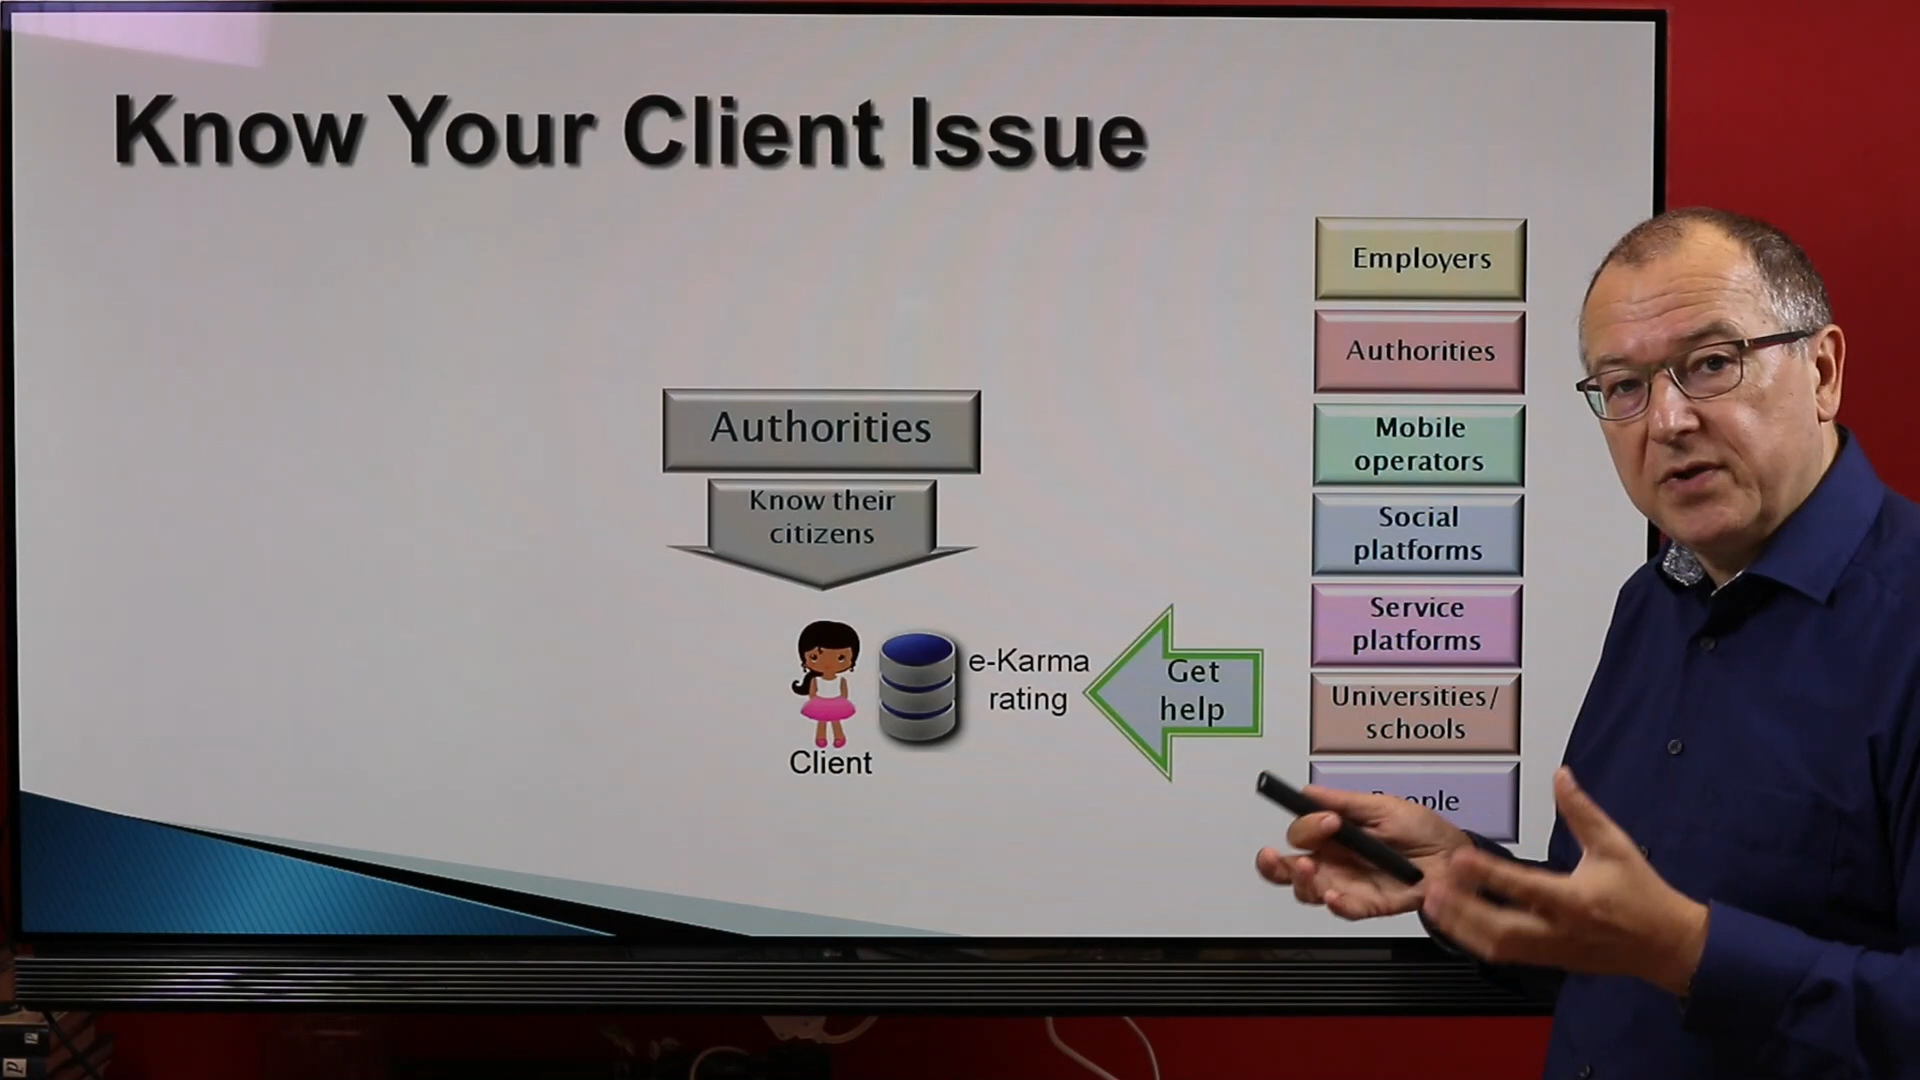 Know Your Client Issue
Employers
Authorities
Mobile
operators
Social
platforms
Service
platforms
Universities/
schools
Authorities
Know their
citizens
e-Karma
rating
Get
help
Client